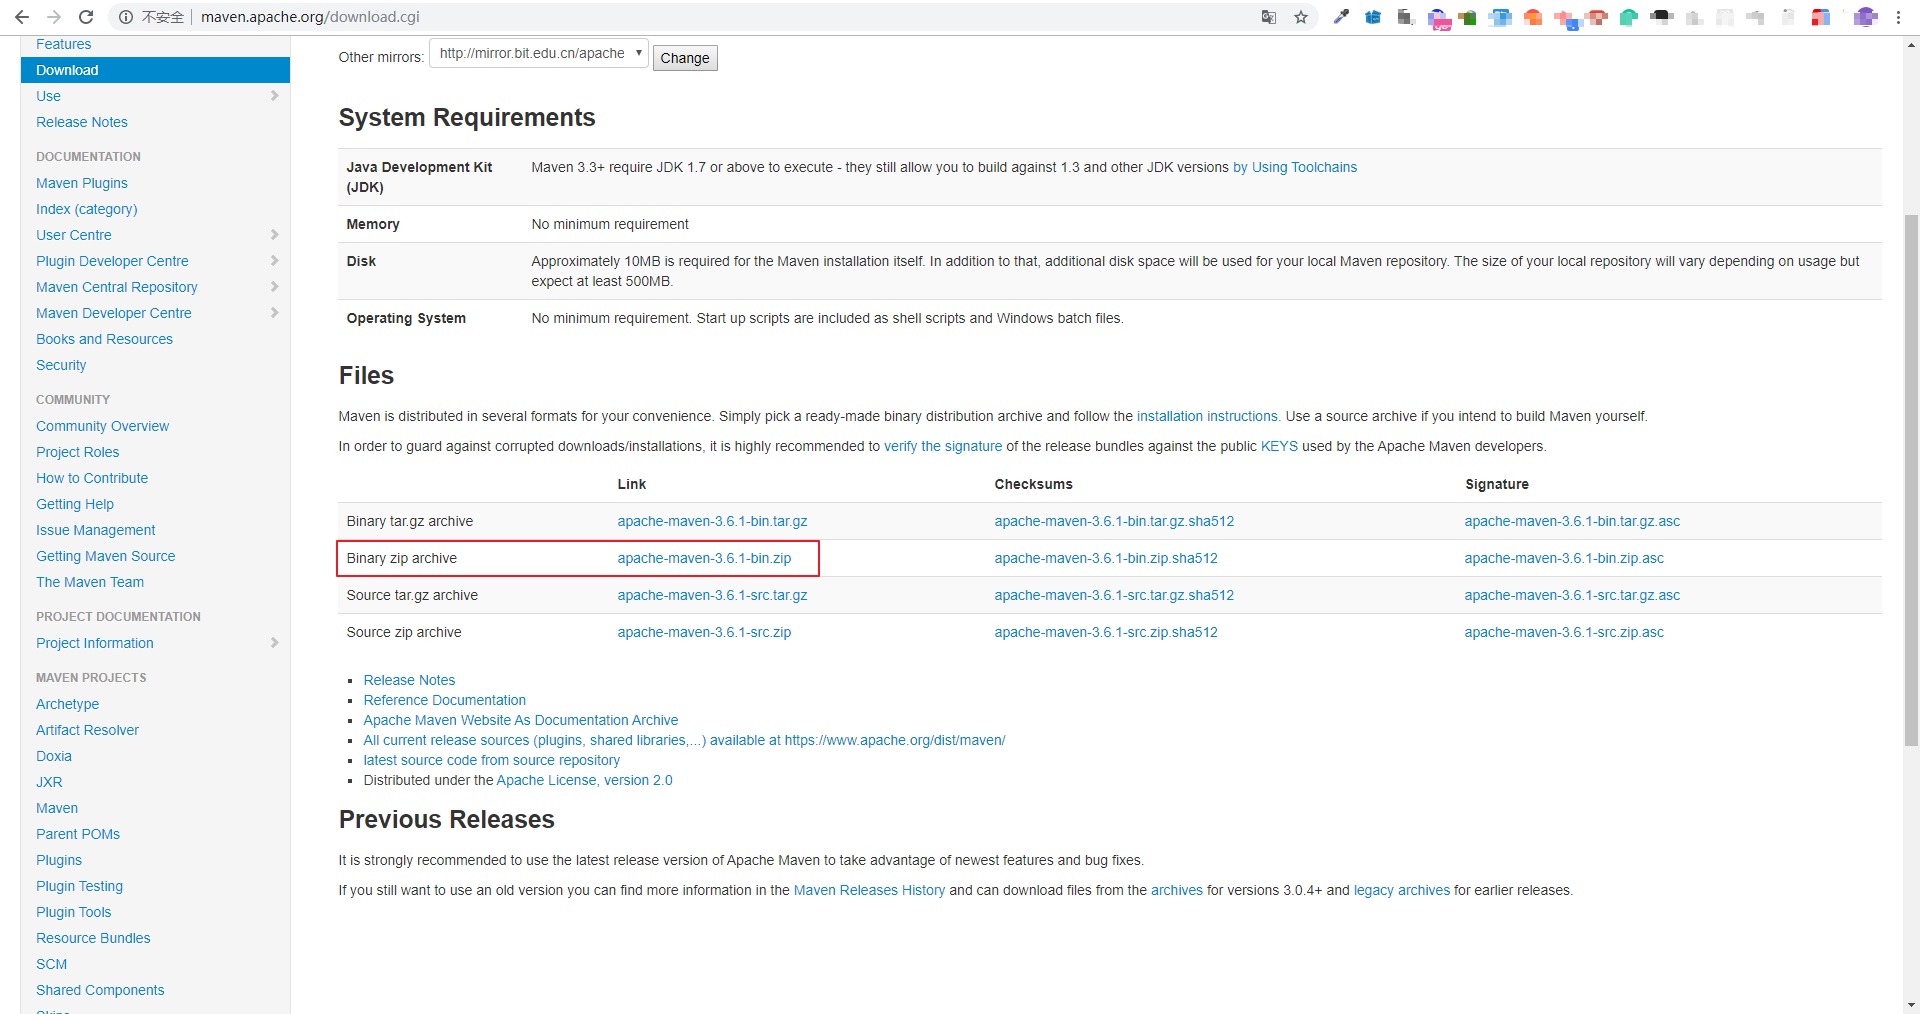 不安全 maven.apache.org/download.cgi
Features
Download
Use
Release Notes
DOCUMENTATION
Maven Plugins
Index (category)
User Centre
Plugin Developer Centre
Maven Central Repository
Maven Developer Centre
Books and Resources
Security
COMMUNITY
Community Overview
Project Roles
How to Contribute
Getting Help
Issue Management
Getting Maven Source
The Maven Team
PROJECT DOCUMENTATION
Project Information
MAVEN PROJECTS
Archetype
Artifact Resolver
Doxia
JXR
Maven
Parent POMs
Plugins
Plugin Testing
Plugin Tools
Resource Bundles
SCM
Shared Components
Other mirrors: http://mirror.bit.edu.cn/apache Change
System Requirements
Java Development Kit (JDK) Maven 3.3+ require JDK 1.7 or above to execute - they still allow you to build against 1.3 and other JDK versions by Using Toolchains
Memory No minimum requirement
Disk Approximately 10MB is required for the Maven installation itself. In addition to that, additional disk space will be used for your local Maven repository. The size of your local repository will vary depending on usage but
expect at least 500MB.
Operating System No minimum requirement. Start up scripts are included as shell scripts and Windows batch files.
Files
Maven is distributed in several formats for your convenience. Simply pick a ready-made binary distribution archive and follow the installation instructions. Use a source archive if you intend to build Maven yourself.
In order to guard against corrupted downloads/installations, it is highly recommended to verify the signature of the release bundles against the public KEYS used by the Apache Maven developers.
Link Checksums Signature
Binary tar.gz archive apache-maven-3.6.1-bin.tar.gz apache-maven-3.6.1-bin.tar.gz.sha512 apache-maven-3.6.1-bin.tar.gz.asc
Binary zip archive apache-maven-3.6.1-bin.zip apache-maven-3.6.1-bin.zip.sha512 apache-maven-3.6.1-bin.zip.asc
Source tar.gz archive apache-maven-3.6.1-src.tar.gz apache-maven-3.6.1-src.tar.gz.sha512 apache-maven-3.6.1-src.tar.gz.asc
Source zip archive apache-maven-3.6.1-src.zip apache-maven-3.6.1-src.zip.sha512 apache-maven-3.6.1-src.zip.asc
Release Notes
Reference Documentation
Apache Maven Website As Documentation Archive
All current release sources (plugins, shared libraries,...) available at https://www.apache.org/dist/maven/
latest source code from source repository
Distributed under the Apache License, version 2.0
Previous Releases
It is strongly recommended to use the latest release version of Apache Maven to take advantage of newest features and bug fixes.
If you still want to use an old version you can find more information in the Maven Releases History and can download files from the archives for versions 3.0.4+ and legacy archives for earlier releases.